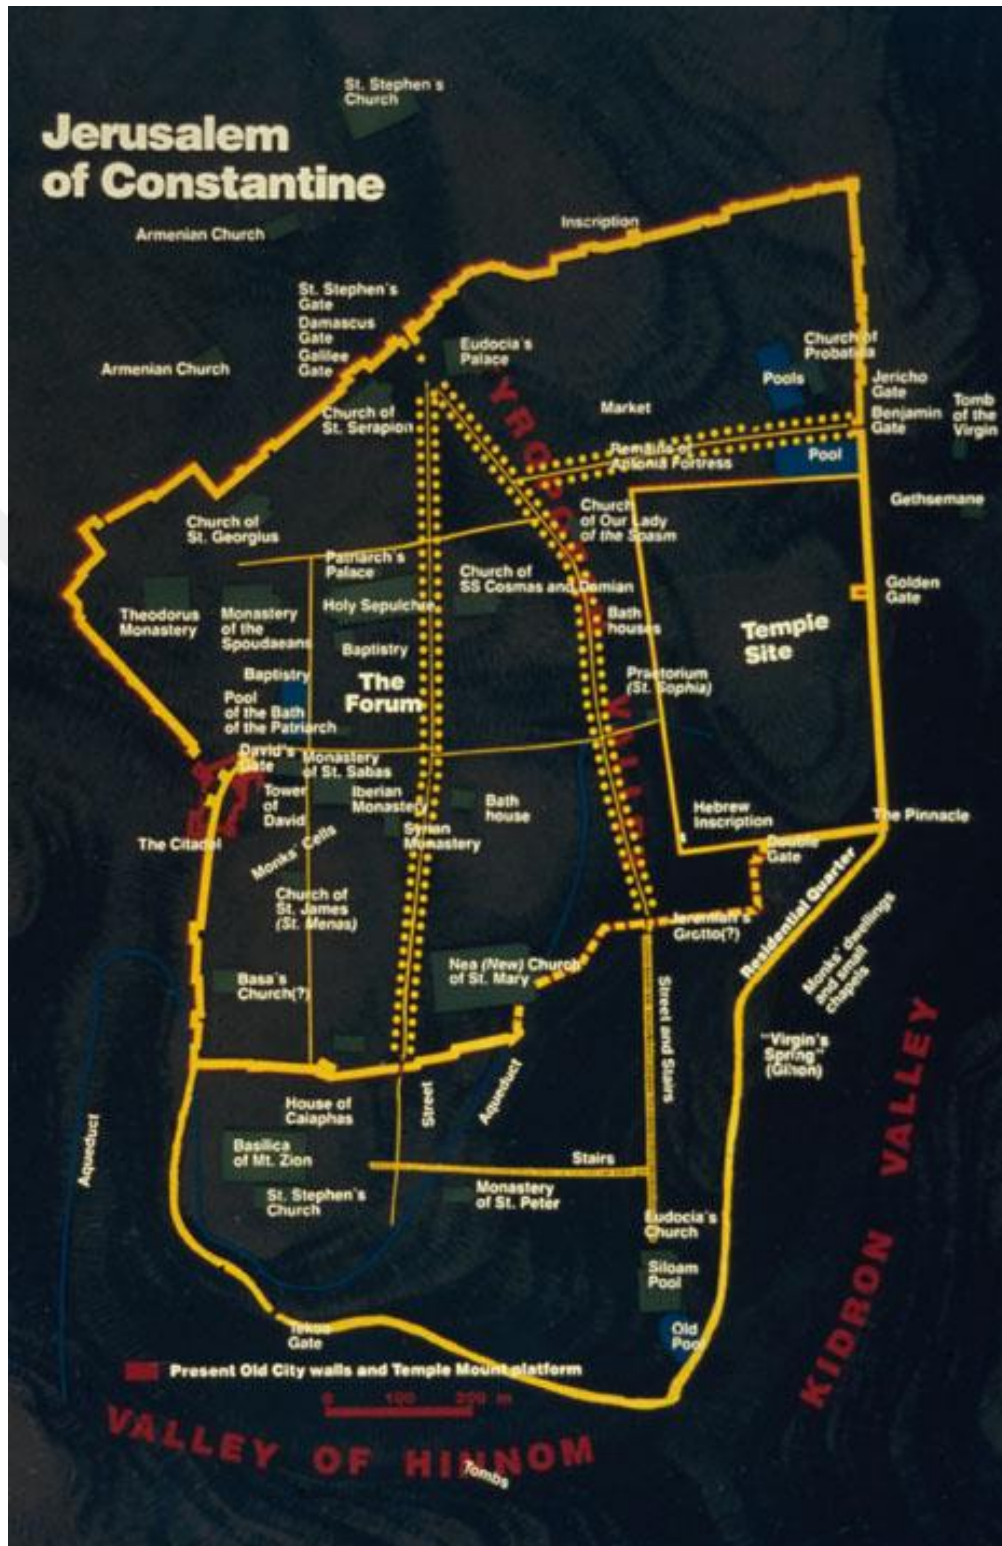 St. Stephen's
Church
Jerusalem
of Constantine
Inscription
Armenian Church
St. Stephen's
Gate
Damascus
Gate
Galilee
Gate
Eudocia's
Palace
Church of
Probatica
Armenian Church
Pools
Jericho
Gate
Benjamin
Gate
Tomb
of the
Virgin
Market
Church of
St. Serapion
Remains of
Antonia Fortress
Pool
Gethsemane
Church
of Our Lady
of the Spasm
Church of
St. Georgius
Patriarch's
Palace
Church of
SS Cosmas and Demian
Golden
Gate
Theodorus
Monastery
Monastery
of the
Spoudaeans
Holy Sepulchre
Bath
houses
Temple
Site
Baptistry
Baptistry
The
Forum
Praetorium
(St. Sophia)
Pool
of the Bath
of the Patriarch
David's
Gate
Monastery
of St. Sabas
Tower
of
David
Iberian
Monastery
Bath
house
Hebrew
Inscription
The Pinnacle
The Citadel
Syrian
Monastery
Double
Gate
Monks' Cells
Church of
St. James
(St. Menas)
Residential Quarter
Jeremiah's
Grotto(?)
Monks' dwellings
and small
chapels
Basa's
Church(?)
Nea (New) Church
of St. Mary
Street and Stairs
"Virgin's
Spring"
(Gihon)
House of
Caiaphas
Street
Aqueduct
Aqueduct
Basilica
of Mt. Zion
Stairs
St. Stephen's
Church
Monastery
of St. Peter
Eudocia's
Church
Siloam
Pool
KIDRON VALLEY
Tekoa
Gate
Old
Pool
Present Old City walls and Temple Mount platform
0 100 200 m
VALLEY OF HINNOM
Tombs